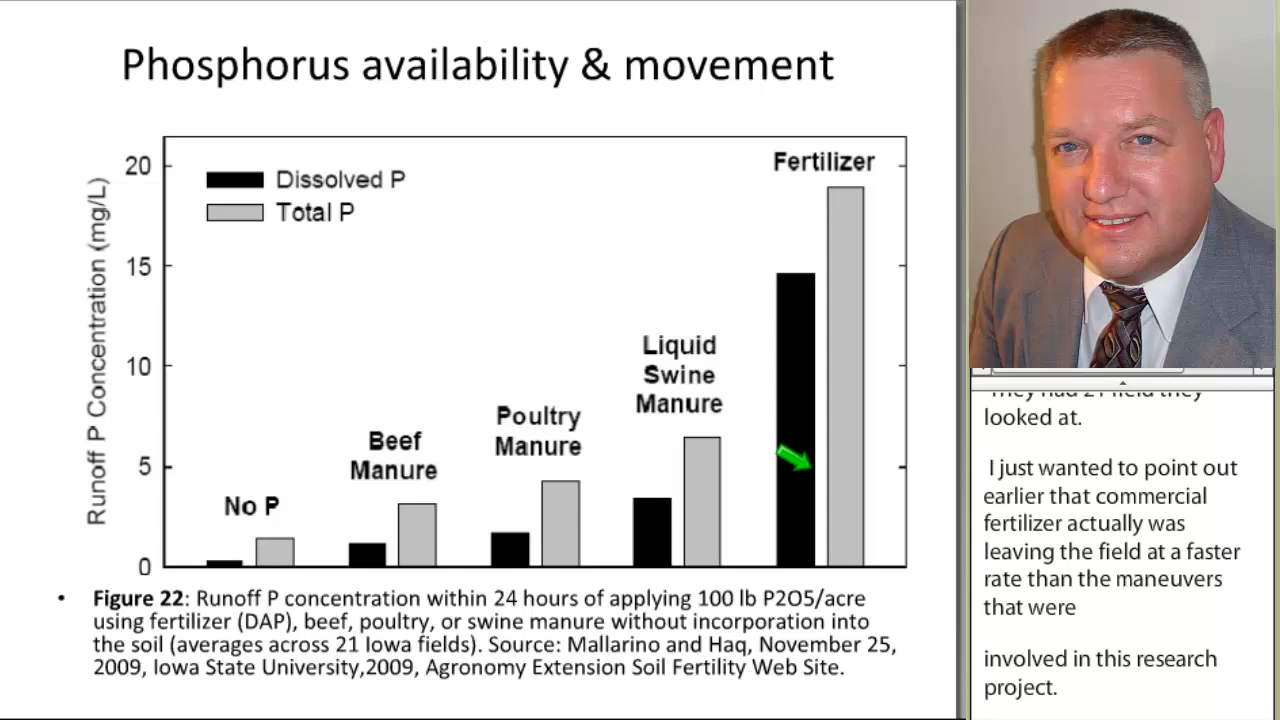 Phosphorus availability & movement
Runoff P Concentration (mg/L)
20
15
10
5
0
Dissolved P
Total P
No P
Beef
Manure
Poultry
Manure
Liquid
Swine
Manure
Fertilizer
• Figure 22: Runoff P concentration within 24 hours of applying 100 lb P2O5/acre
using fertilizer (DAP), beef, poultry, or swine manure without incorporation into
the soil (averages across 21 Iowa fields). Source: Mallarino and Haq, November 25,
2009, Iowa State University,2009, Agronomy Extension Soil Fertility Web Site.
They had 21 field they
looked at.
I just wanted to point out
earlier that commercial
fertilizer actually was
leaving the field at a faster
rate than the maneuvers
that were
involved in this research
project.